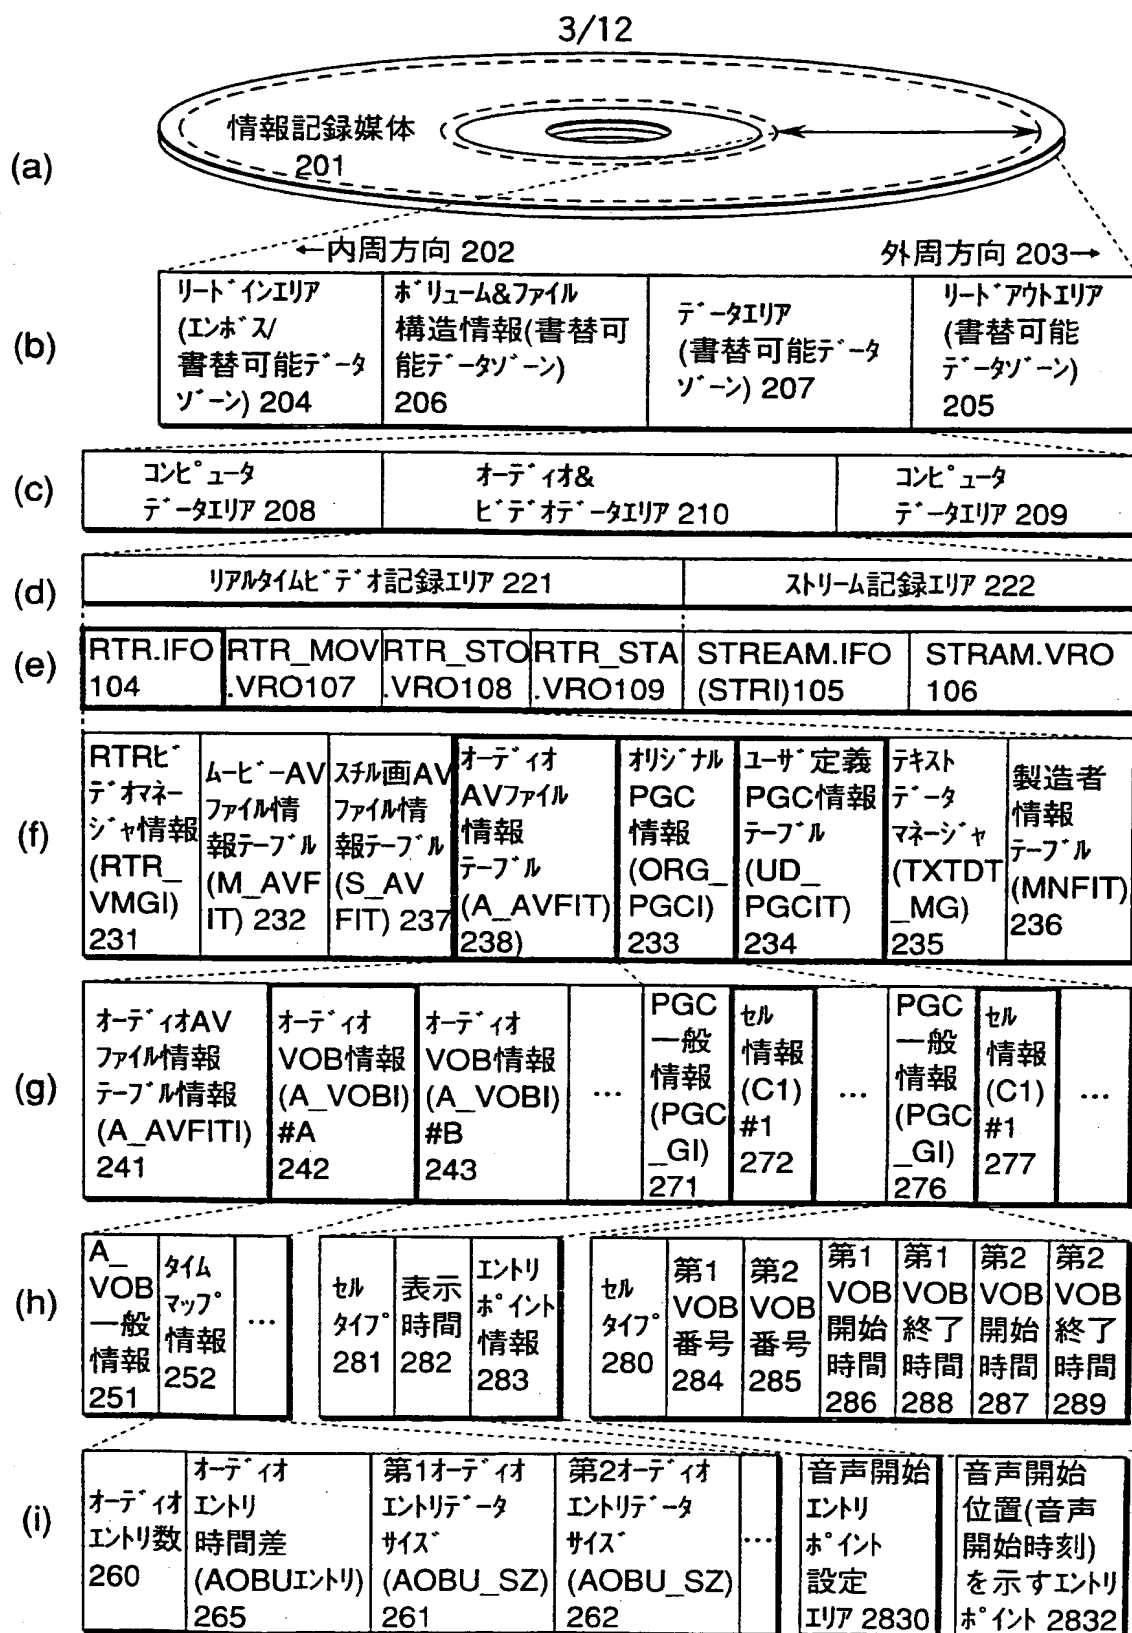 3/12
(a)
情報記録媒体
201
←内周方向 202
外周方向 203→
(b)
リードインエリア
(エンボス/
書替可能データ
ゾーン) 204
ボリューム&ファイル
構造情報(書替可
能データゾーン)
206
データエリア
(書替可能データ
ゾーン) 207
リードアウトエリア
(書替可能
データゾーン)
205
(c)
コンピュータ
データエリア 208
オーディオ&
ビデオデータエリア 210
コンピュータ
データエリア 209
(d)
リアルタイムビデオ記録エリア 221
ストリーム記録エリア 222
(e)
RTR.IFO
104
RTR_MOV
.VRO107
RTR_STO
.VRO108
RTR_STA
.VRO109
STREAM.IFO
(STRI)105
STRAM.VRO
106
(f)
RTRビ
デオマネー
ジャ情報
(RTR_
VMGI)
231
ムービーAV
ファイル情
報テーブル
(M_AVF
IT) 232
スチル画AV
ファイル情
報テーブル
(S_AV
FIT) 237
オーディオ
AVファイル
情報
テーブル
(A_AVFIT)
238)
オリジナル
PGC
情報
(ORG_
PGCI)
233
ユーザ定義
PGC情報
テーブル
(UD_
PGCIT)
234
テキスト
データ
マネージャ
(TXTDT
_MG)
235
製造者
情報
テーブル
(MNFIT)
236
(g)
オーディオAV
ファイル情報
テーブル情報
(A_AVFITI)
241
オーディオ
VOB情報
(A_VOBI)
#A
242
オーディオ
VOB情報
(A_VOBI)
#B
243
…
PGC
一般
情報
(PGC
_GI)
271
セル
情報
(C1)
#1
272
…
PGC
一般
情報
(PGC
_GI)
276
セル
情報
(C1)
#1
277
…
(h)
A_
VOB
一般
情報
251
タイム
マップ
情報
252
…
セル
タイプ
281
表示
時間
282
エントリ
ポイント
情報
283
セル
タイプ
280
第1
VOB
番号
284
第2
VOB
番号
285
第1
VOB
開始
時間
286
第1
VOB
終了
時間
288
第2
VOB
開始
時間
287
第2
VOB
終了
時間
289
(i)
オーディオ
エントリ数
260
オーディオ
エントリ
時間差
(AOBUエントリ)
265
第1オーディオ
エントリデータ
サイズ
(AOBU_SZ)
261
第2オーディオ
エントリデータ
サイズ
(AOBU_SZ)
262
…
音声開始
エントリ
ポイント
設定
エリア 2830
音声開始
位置(音声
開始時刻)
を示すエントリ
ポイント 2832